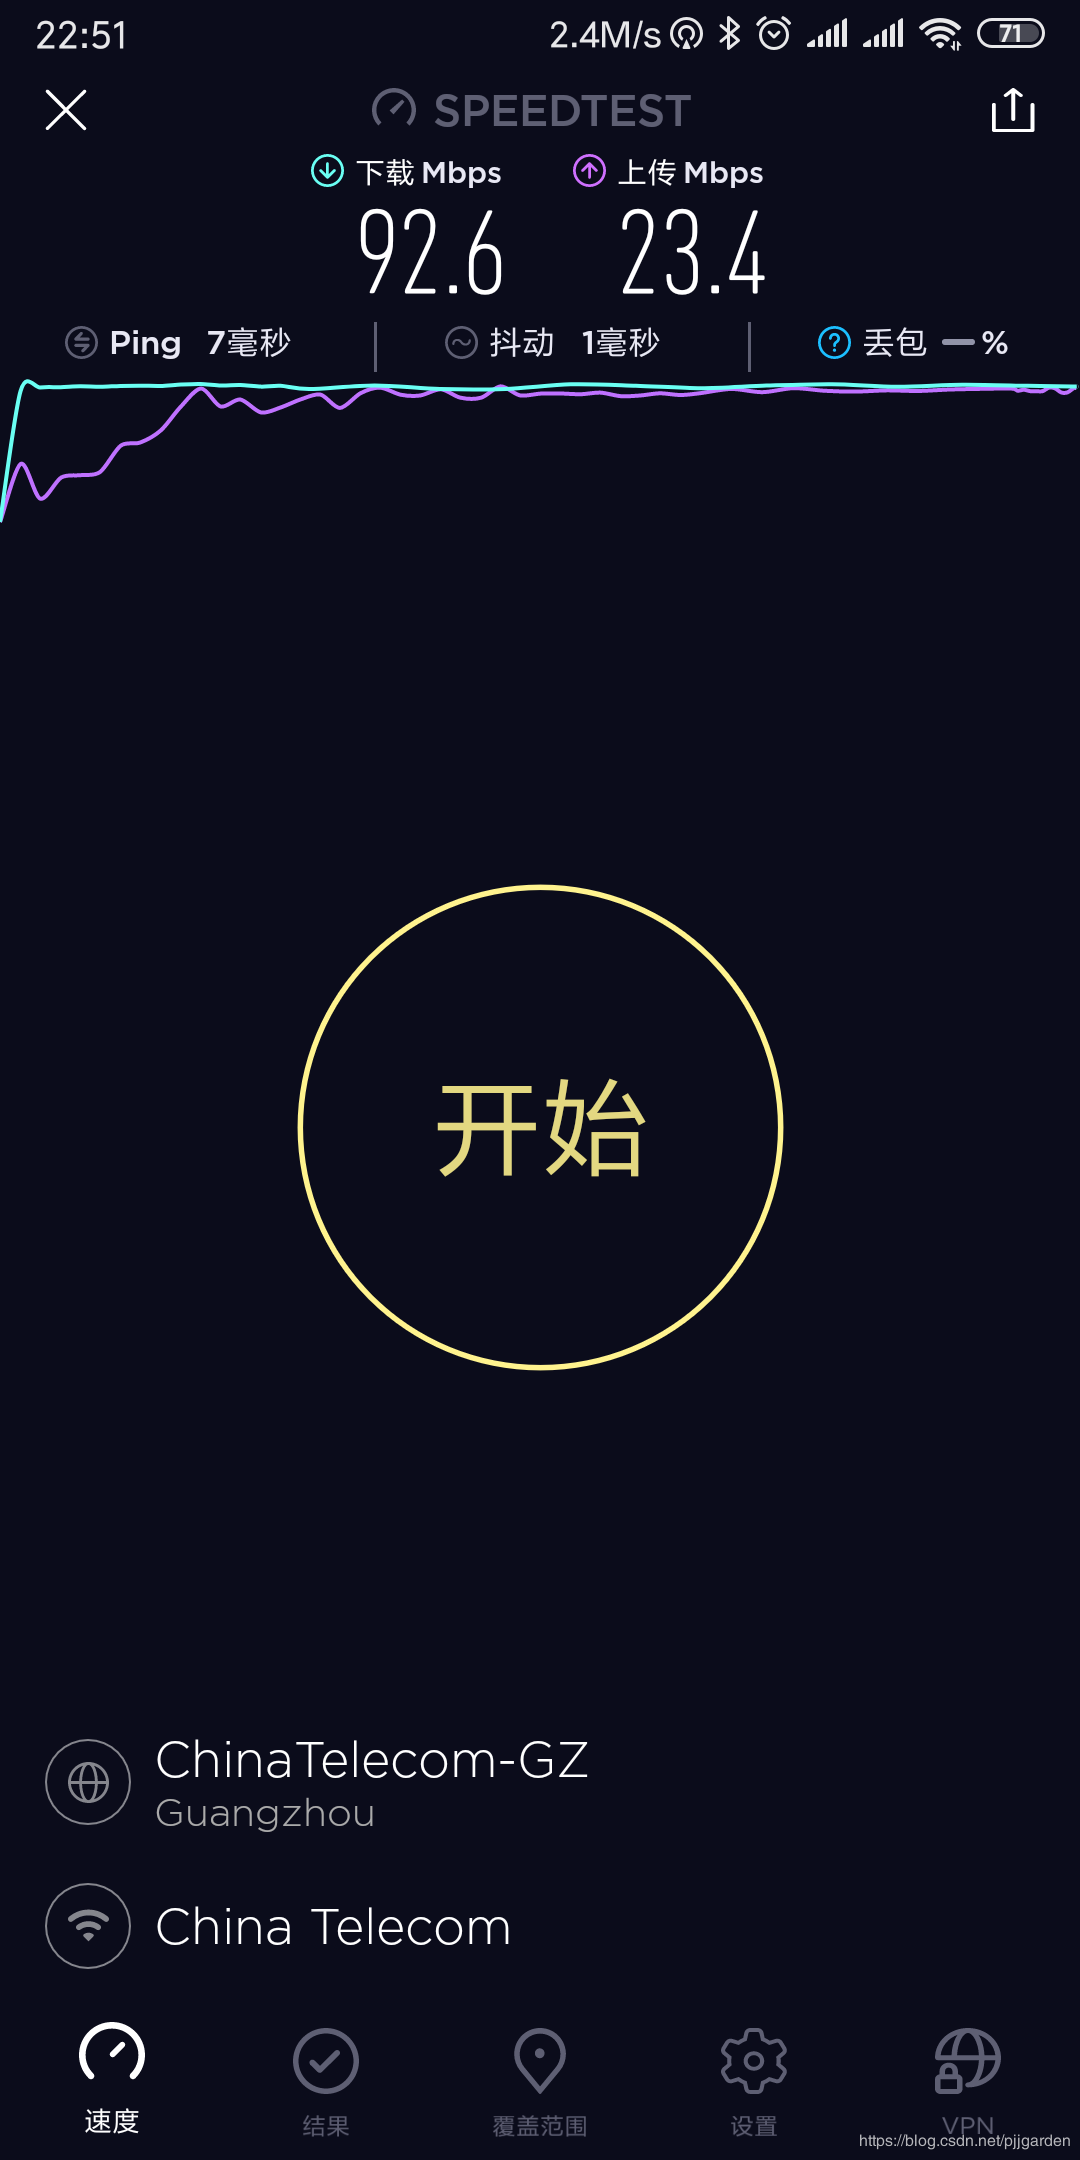 22:51 2.4M/s 71
SPEEDTEST
下载 Mbps 上传 Mbps
92.6 23.4
Ping 7毫秒 抖动 1毫秒 丢包 — %
开始
ChinaTelecom-GZ
Guangzhou
China Telecom
速度 结果 覆盖范围 设置 VPN
https://blog.csdn.net/pjjgarden